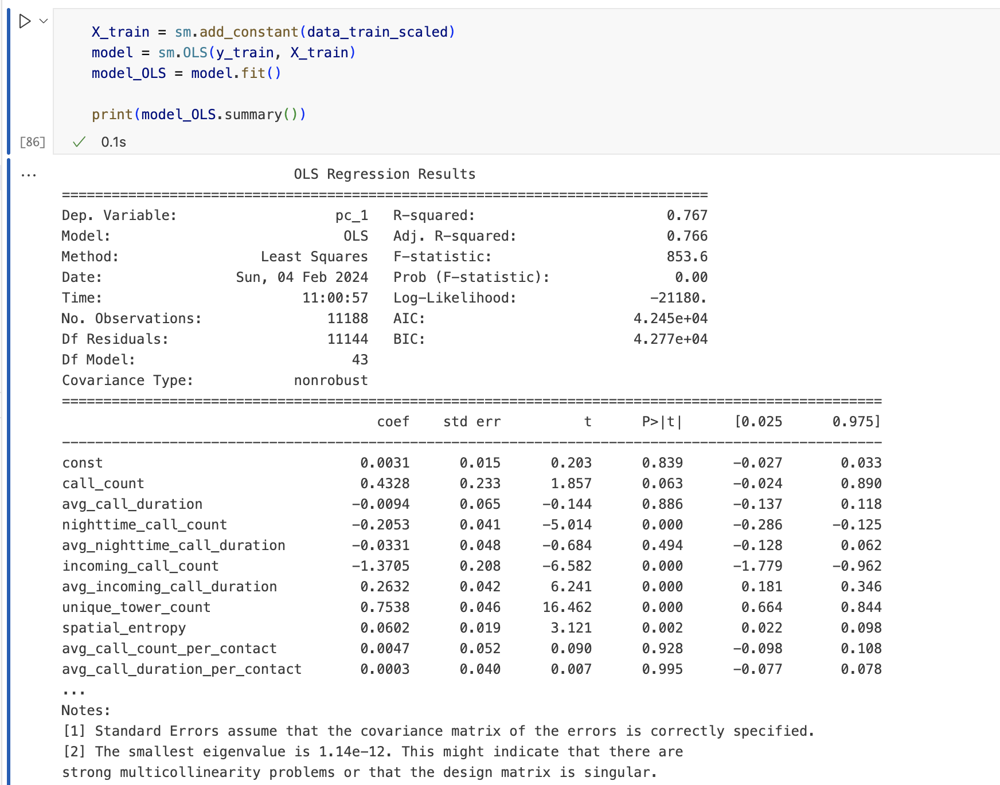 X_train = sm.add_constant(data_train_scaled)
model = sm.OLS(y_train, X_train)
model_OLS = model.fit()
print(model_OLS.summary())
[86] ✓ 0.1s
...
OLS Regression Results
==============================================================================
Dep. Variable: pc_1 R-squared: 0.767
Model: OLS Adj. R-squared: 0.766
Method: Least Squares F-statistic: 853.6
Date: Sun, 04 Feb 2024 Prob (F-statistic): 0.00
Time: 11:00:57 Log-Likelihood: -21180.
No. Observations: 11188 AIC: 4.245e+04
Df Residuals: 11144 BIC: 4.277e+04
Df Model: 43
Covariance Type: nonrobust
===================================================================================================
coef std err t P>|t| [0.025 0.975]
---------------------------------------------------------------------------------------------------
const 0.0031 0.015 0.203 0.839 -0.027 0.033
call_count 0.4328 0.233 1.857 0.063 -0.024 0.890
avg_call_duration -0.0094 0.065 -0.144 0.886 -0.137 0.118
nighttime_call_count -0.2053 0.041 -5.014 0.000 -0.286 -0.125
avg_nighttime_call_duration -0.0331 0.048 -0.684 0.494 -0.128 0.062
incoming_call_count -1.3705 0.208 -6.582 0.000 -1.779 -0.962
avg_incoming_call_duration 0.2632 0.042 6.241 0.000 0.181 0.346
unique_tower_count 0.7538 0.046 16.462 0.000 0.664 0.844
spatial_entropy 0.0602 0.019 3.121 0.002 0.022 0.098
avg_call_count_per_contact 0.0047 0.052 0.090 0.928 -0.098 0.108
avg_call_duration_per_contact 0.0003 0.040 0.007 0.995 -0.077 0.078
...
Notes:
[1] Standard Errors assume that the covariance matrix of the errors is correctly specified.
[2] The smallest eigenvalue is 1.14e-12. This might indicate that there are
strong multicollinearity problems or that the design matrix is singular.